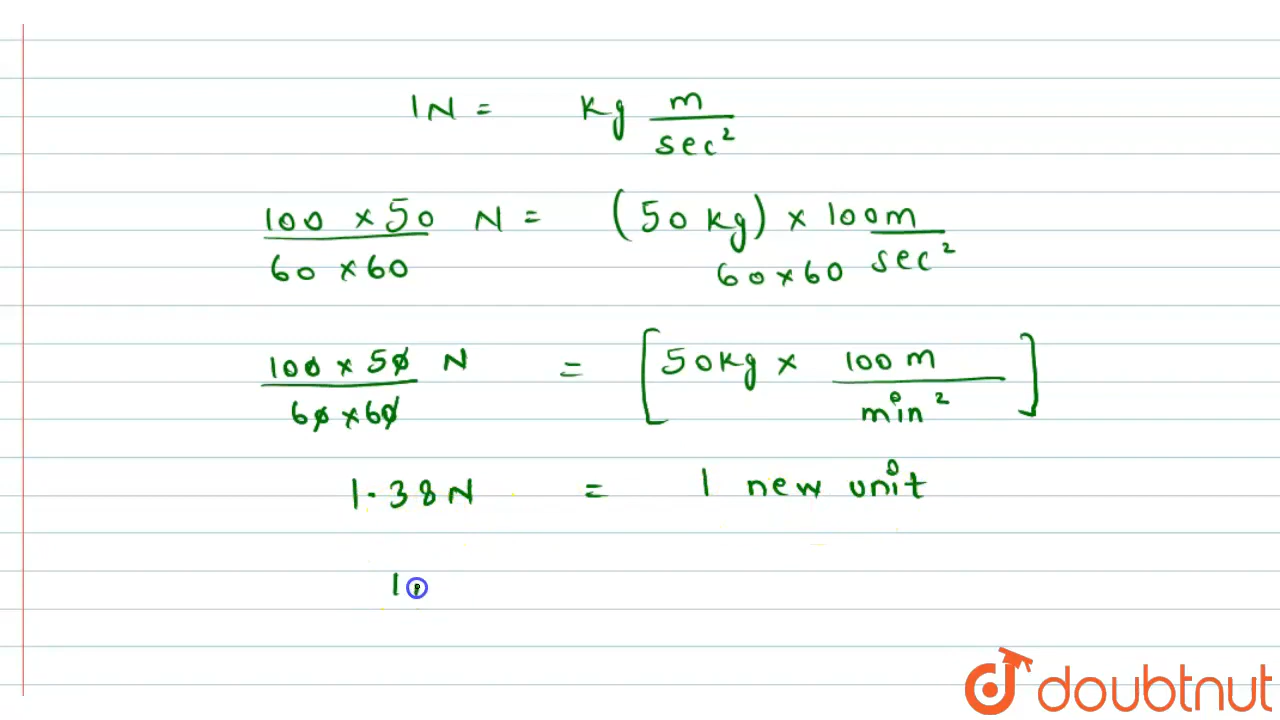 1N = kg m/sec²
100 × 50/60 × 60 N = (50 kg) × 100m/60×60 sec²
100 × 50/60 × 60 N = [50kg × 100 m/min²]
1.38N = 1 new unit
1
doubtnut